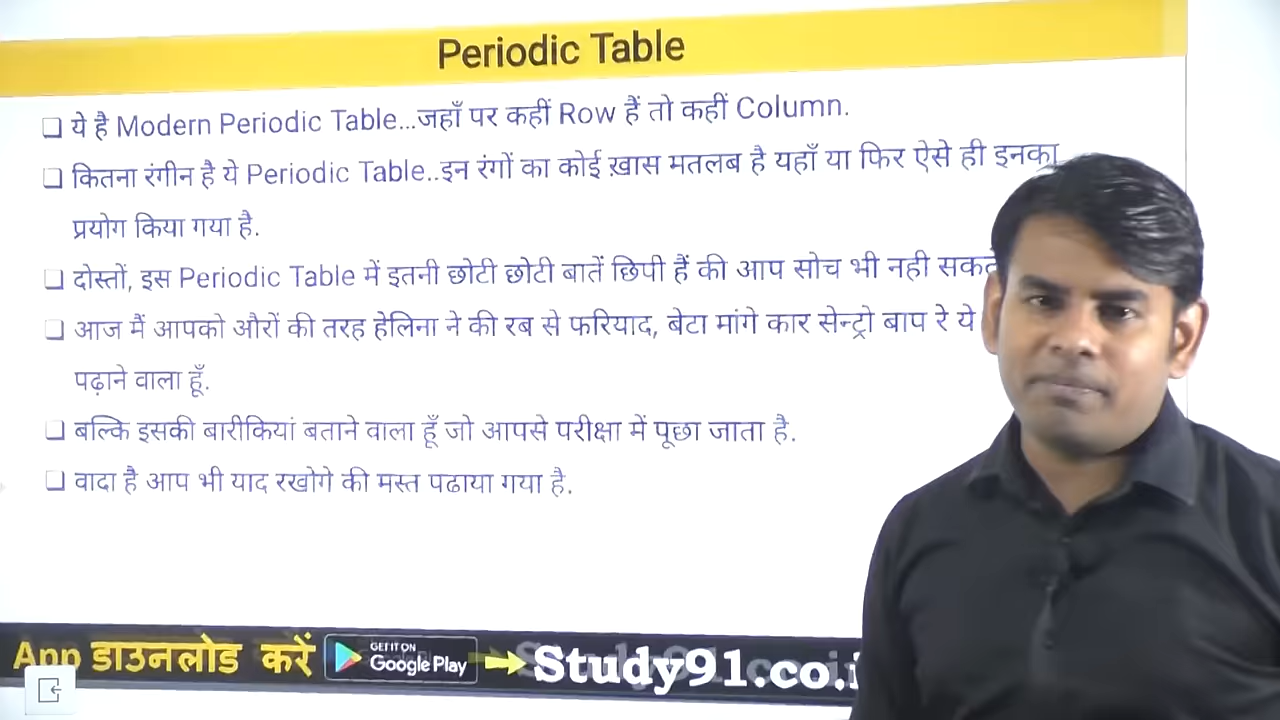 Periodic Table
❑ ये है Modern Periodic Table...जहाँ पर कहीं Row हैं तो कहीं Column.
❑ कितना रंगीन है ये Periodic Table..इन रंगों का कोई ख़ास मतलब है यहाँ या फिर ऐसे ही इनका
प्रयोग किया गया है.
❑ दोस्तों, इस Periodic Table में इतनी छोटी छोटी बातें छिपी हैं की आप सोच भी नही
❑ आज मैं आपको औरों की तरह हेलिना ने की रब से फरियाद, बेटा मांगे कार सेन्ट्रो बाप रे ये
पढ़ाने वाला हूँ.
❑ बल्कि इसकी बारीकियां बताने वाला हूँ जो आपसे परीक्षा में पूछा जाता है.
❑ वादा है आप भी याद रखोगे की मस्त पढाया गया है.
App डाउनलोड करें GET IT ON Google Play Study91.co.i